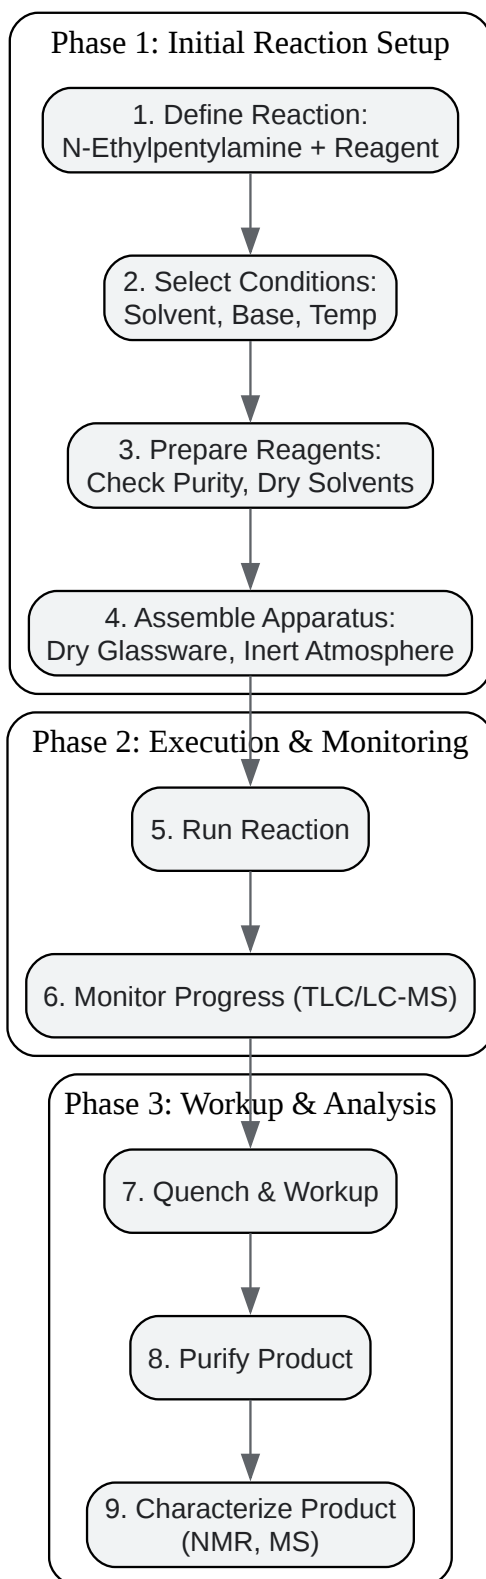 Phase 1: Initial Reaction Setup
1. Define Reaction:
N-Ethylpentylamine + Reagent
2. Select Conditions:
Solvent, Base, Temp
3. Prepare Reagents:
Check Purity, Dry Solvents
4. Assemble Apparatus:
Dry Glassware, Inert Atmosphere
Phase 2: Execution & Monitoring
5. Run Reaction
6. Monitor Progress (TLC/LC-MS)
Phase 3: Workup & Analysis
7. Quench & Workup
8. Purify Product
9. Characterize Product
(NMR, MS)